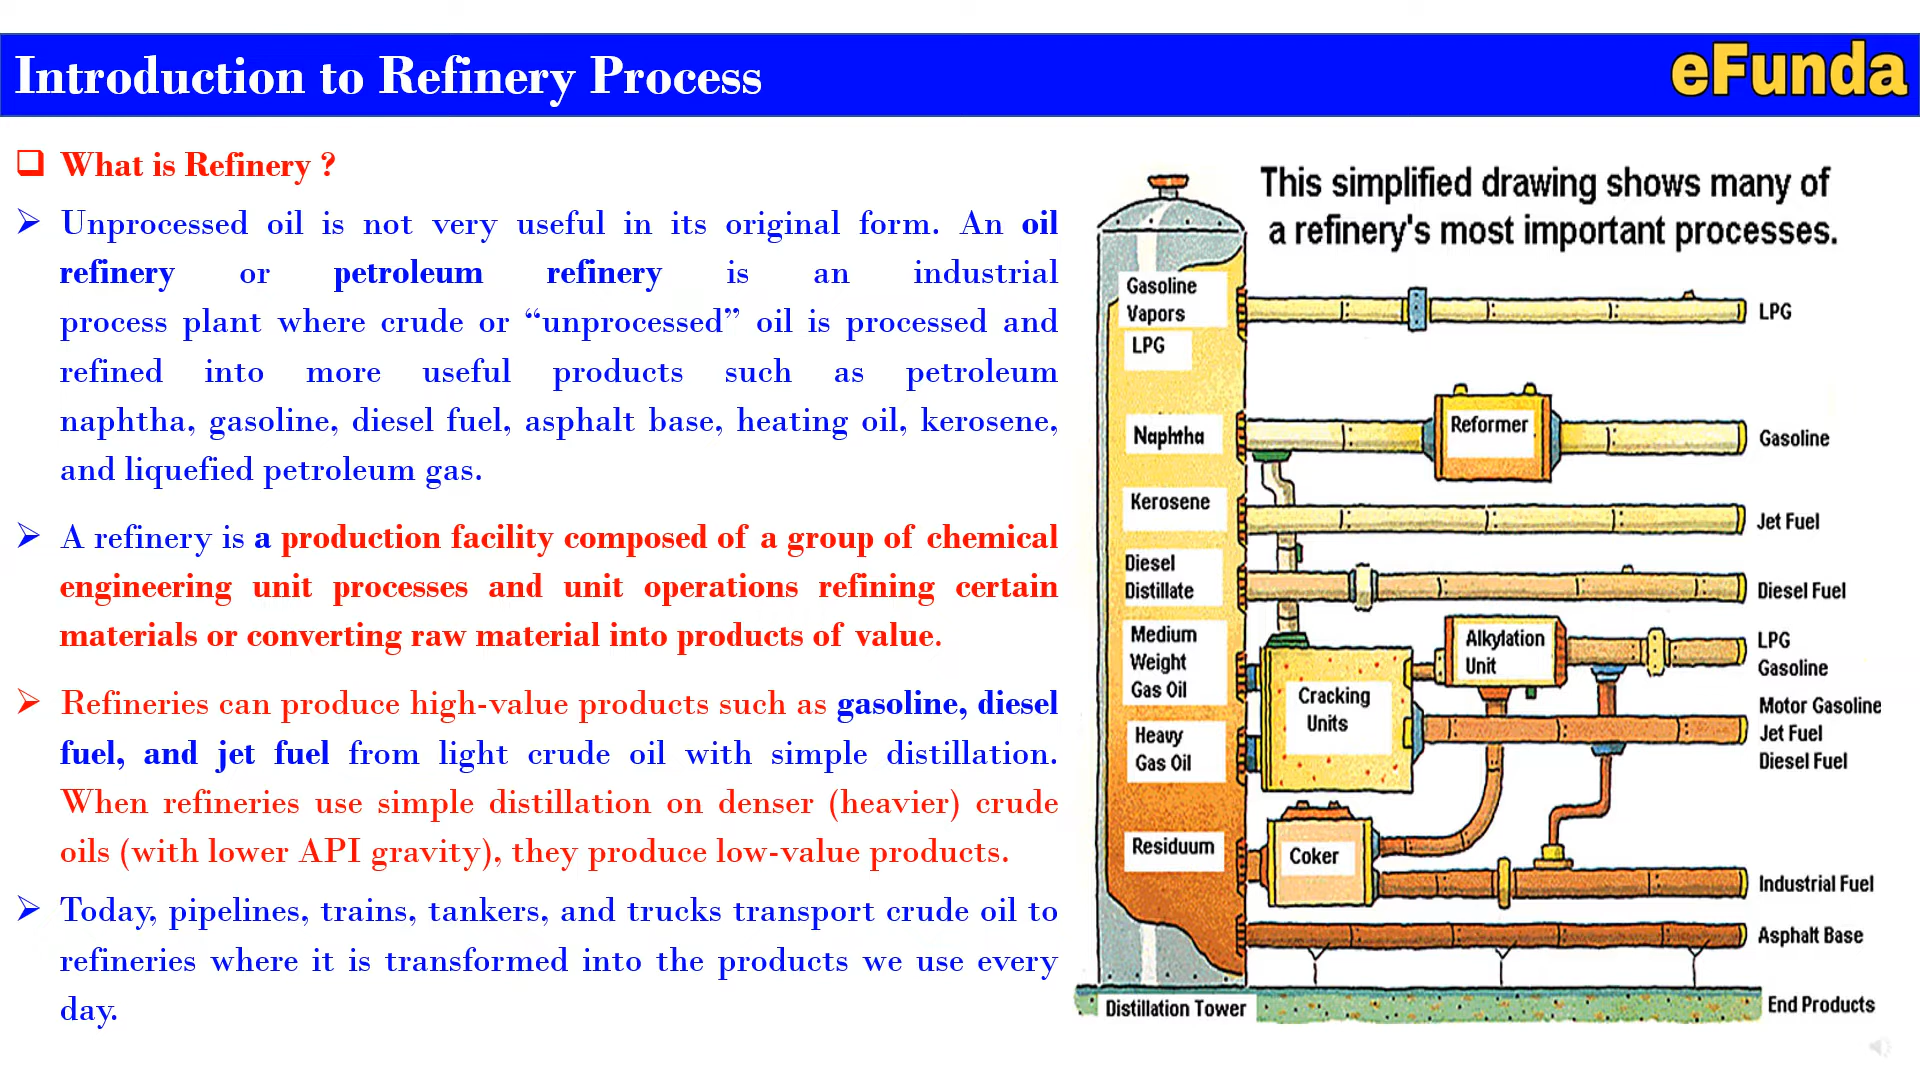 Introduction to Refinery Process
eFunda
What is Refinery ?
Unprocessed oil is not very useful in its original form. An oil
refinery or petroleum refinery is an industrial
process plant where crude or “unprocessed” oil is processed and
refined into more useful products such as petroleum
naphtha, gasoline, diesel fuel, asphalt base, heating oil, kerosene,
and liquefied petroleum gas.
A refinery is a production facility composed of a group of chemical
engineering unit processes and unit operations refining certain
materials or converting raw material into products of value.
Refineries can produce high-value products such as gasoline, diesel
fuel, and jet fuel from light crude oil with simple distillation.
When refineries use simple distillation on denser (heavier) crude
oils (with lower API gravity), they produce low-value products.
Today, pipelines, trains, tankers, and trucks transport crude oil to
refineries where it is transformed into the products we use every
day.
This simplified drawing shows many of
a refinery's most important processes.
Gasoline
Vapors
LPG
LPG
Naphtha
Reformer
Gasoline
Kerosene
Jet Fuel
Diesel
Distillate
Diesel Fuel
Medium
Weight
Gas Oil
Alkylation
Unit
LPG
Gasoline
Cracking
Units
Motor Gasoline
Jet Fuel
Diesel Fuel
Heavy
Gas Oil
Residuum
Coker
Industrial Fuel
Asphalt Base
Distillation Tower
End Products